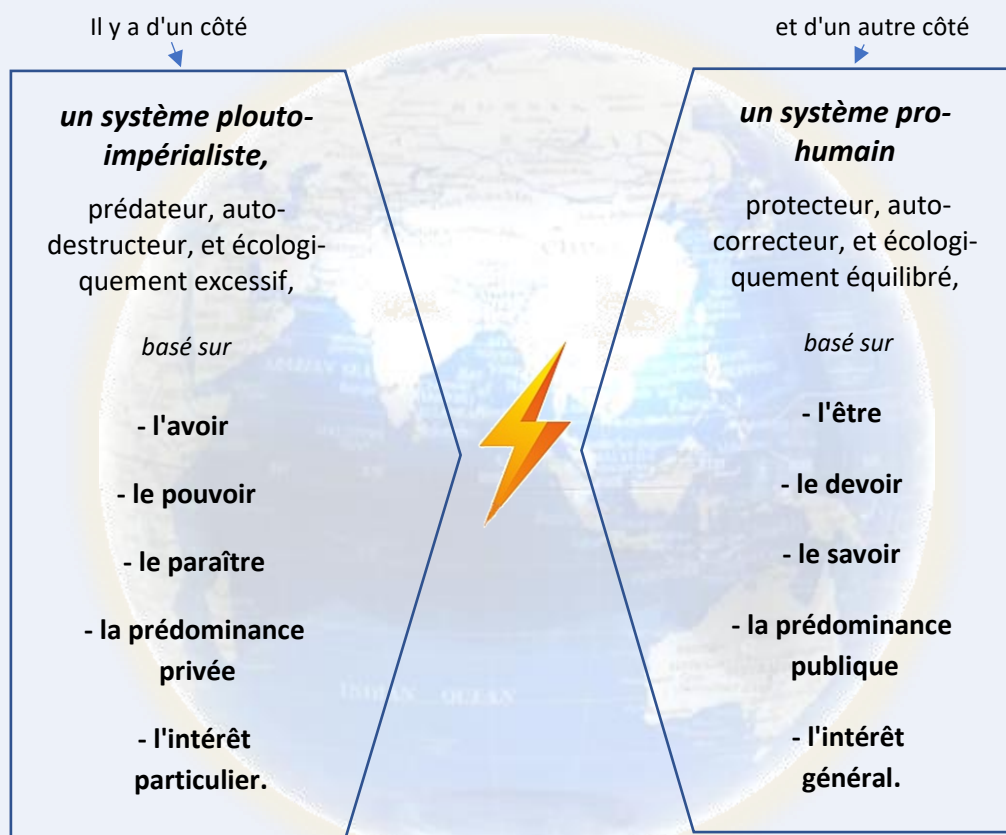 Il y a d'un côté
un système plouto-
impérialiste,
prédateur, auto-
destructeur, et écologi-
quement excessif,
basé sur
- l'avoir
- le pouvoir
- le paraître
- la prédominance
privée
- l'intérêt
particulier.
et d'un autre côté
un système pro-
humain
protecteur, auto-
correcteur, et écologi-
quement équilibré,
basé sur
- l'être
- le devoir
- le savoir
- la prédominance
publique
- l'intérêt
général.
INDIAN OCEAN